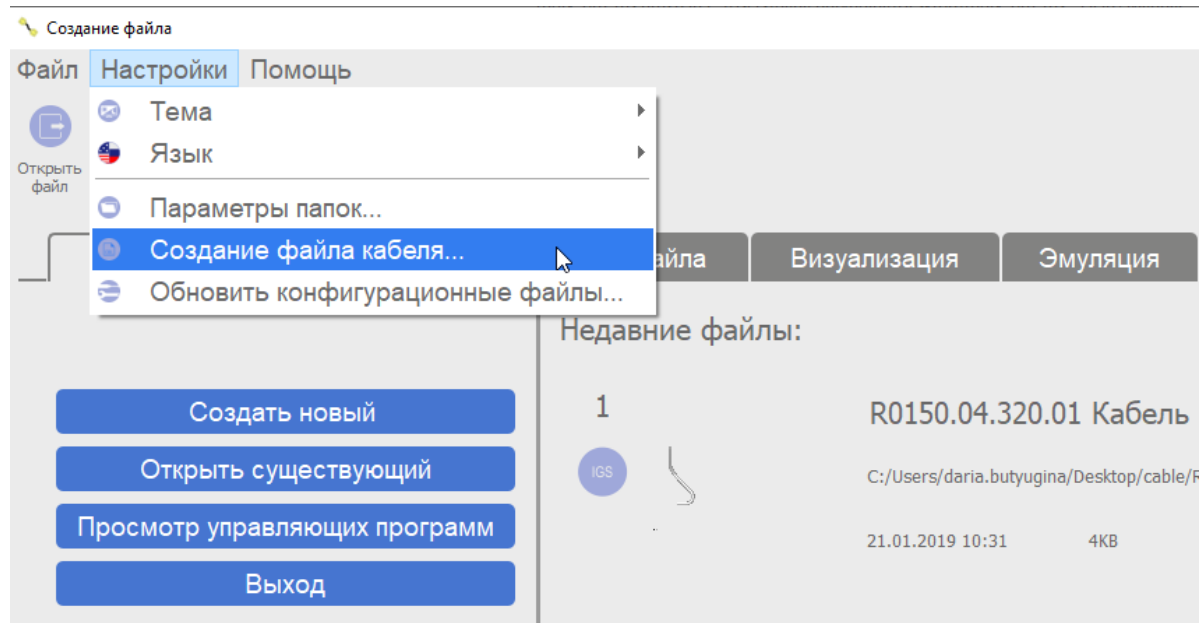 Создание файла
Файл Настройки Помощь
Тема
Язык
Открыть
файл
Параметры папок...
Создание файла кабеля...
Обновить конфигурационные файлы...
Визуализация Эмуляция
Недавние файлы:
Создать новый
Открыть существующий
Просмотр управляющих программ
Выход
1
R0150.04.320.01 Кабель
IGS
C:/Users/daria.butyugina/Desktop/cable/R
21.01.2019 10:31 4KB